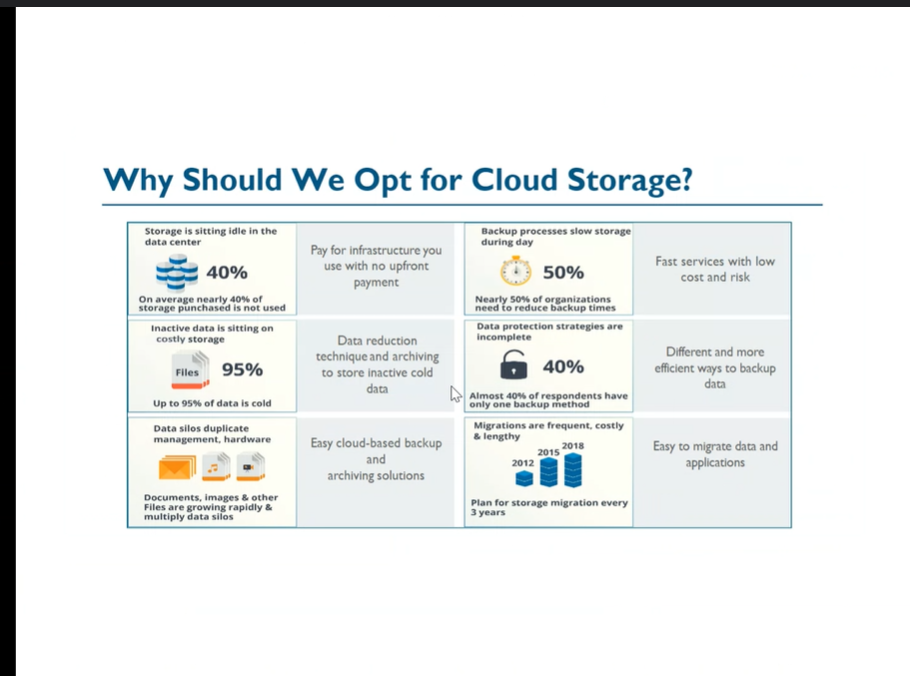 Why Should We Opt for Cloud Storage?
Storage is sitting idle in the
data center
40%
On average nearly 40% of
storage punchased is not used
Pay for infrastructure you
use with no upfront
payment
Backup processes slow storage
during day
50%
Nearly 50% of organizations
need to reduce backup times
Fast services with low
cost and risk
Inactive data is sitting on
costly storage
Files
95%
Up to 95% of data is cold
Data reduction
technique and archiving
to store inactive cold
data
Data protection strategies are
incomplete
40%
Almost 40% of respondents have
only one backup method
Different and more
efficient ways to backup
data
Data silos duplicate
management, hardware
Documents, images & other
Files are growing rapidly &
multiply data silos
Easy cloud-based backup
and
archiving solutions
Migrations are frequent, costly
& lengthy
2012
2015
2018
Plan for storage migration every
3 years
Easy to migrate data and
applications